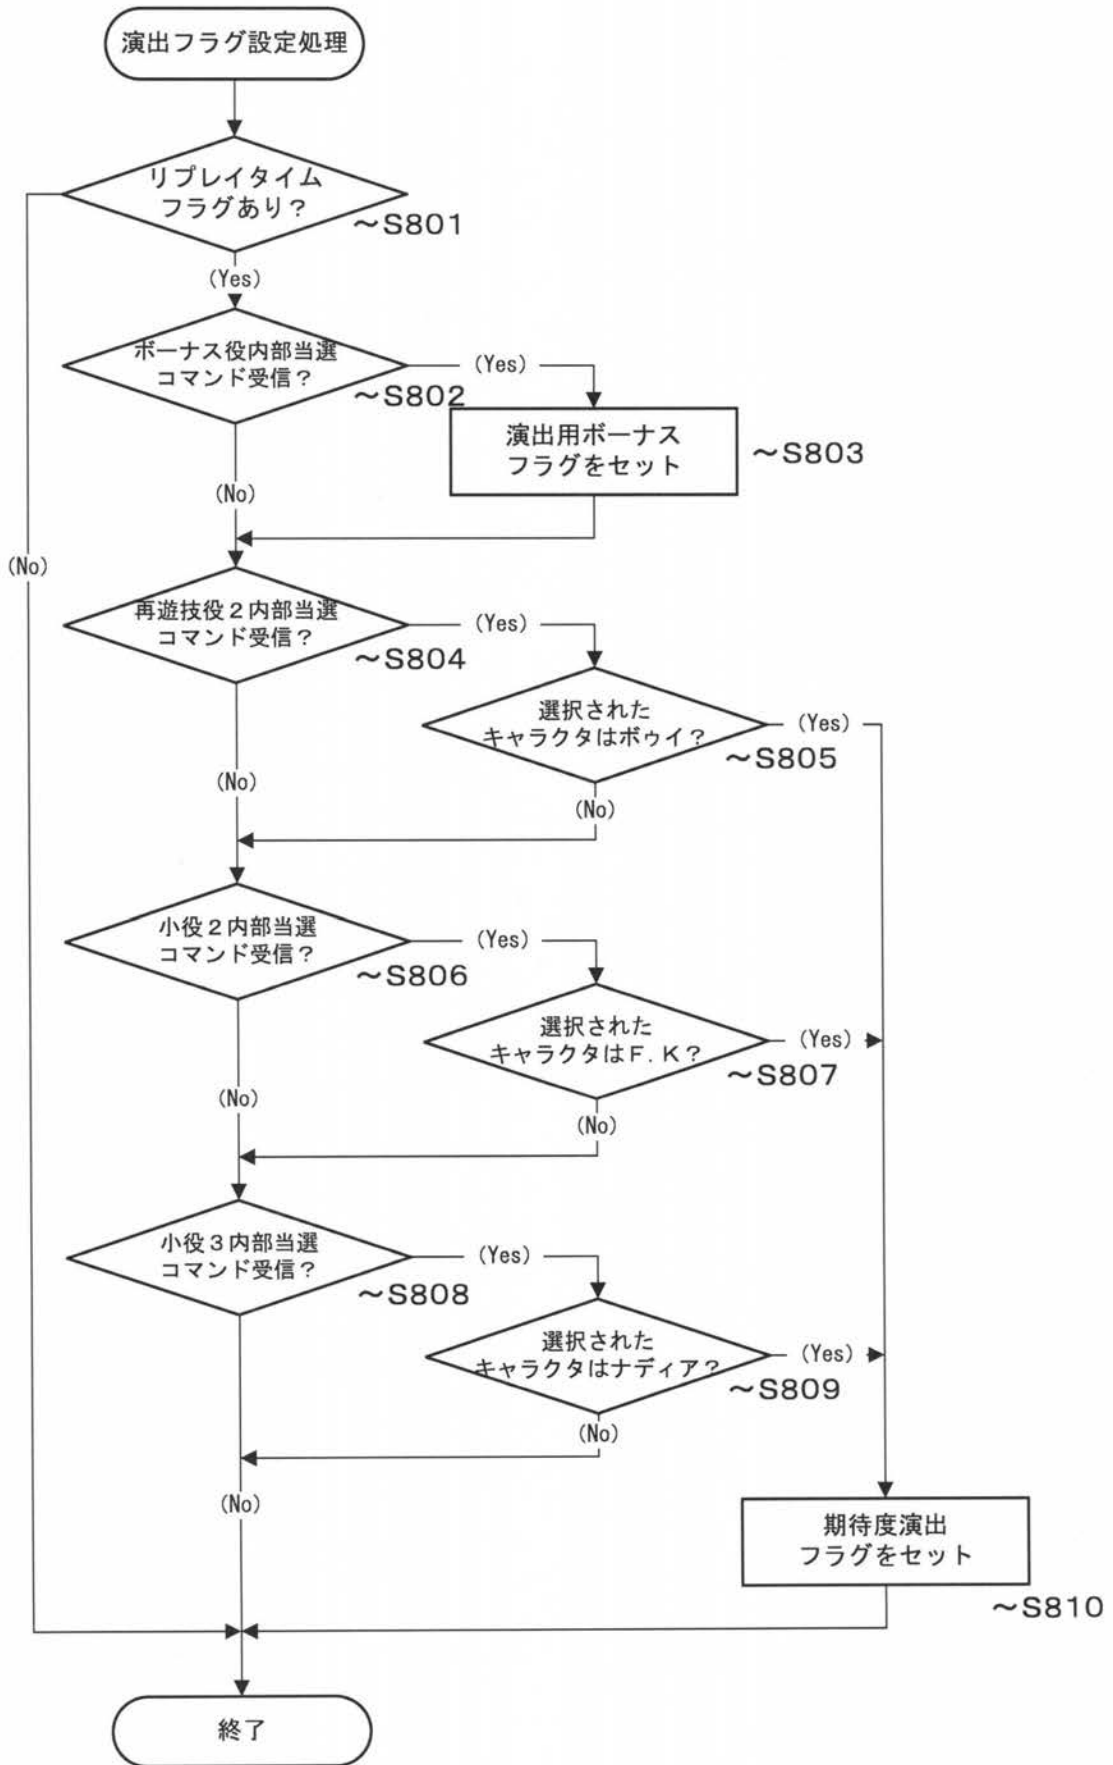 演出フラグ設定処理
リプレイタイム
フラグあり？
～S801
(Yes)
ボーナス役内部当選
コマンド受信？
～S802
(Yes)
演出用ボーナス
フラグをセット
～S803
(No)
(No)
再遊技役２内部当選
コマンド受信？
～S804
(Yes)
選択された
キャラクタはボゥイ？
～S805
(Yes)
(No)
(No)
小役２内部当選
コマンド受信？
～S806
(Yes)
選択された
キャラクタはF．K？
～S807
(Yes)
(No)
(No)
小役３内部当選
コマンド受信？
～S808
(Yes)
選択された
キャラクタはナディア？
～S809
(Yes)
(No)
(No)
期待度演出
フラグをセット
～S810
終了